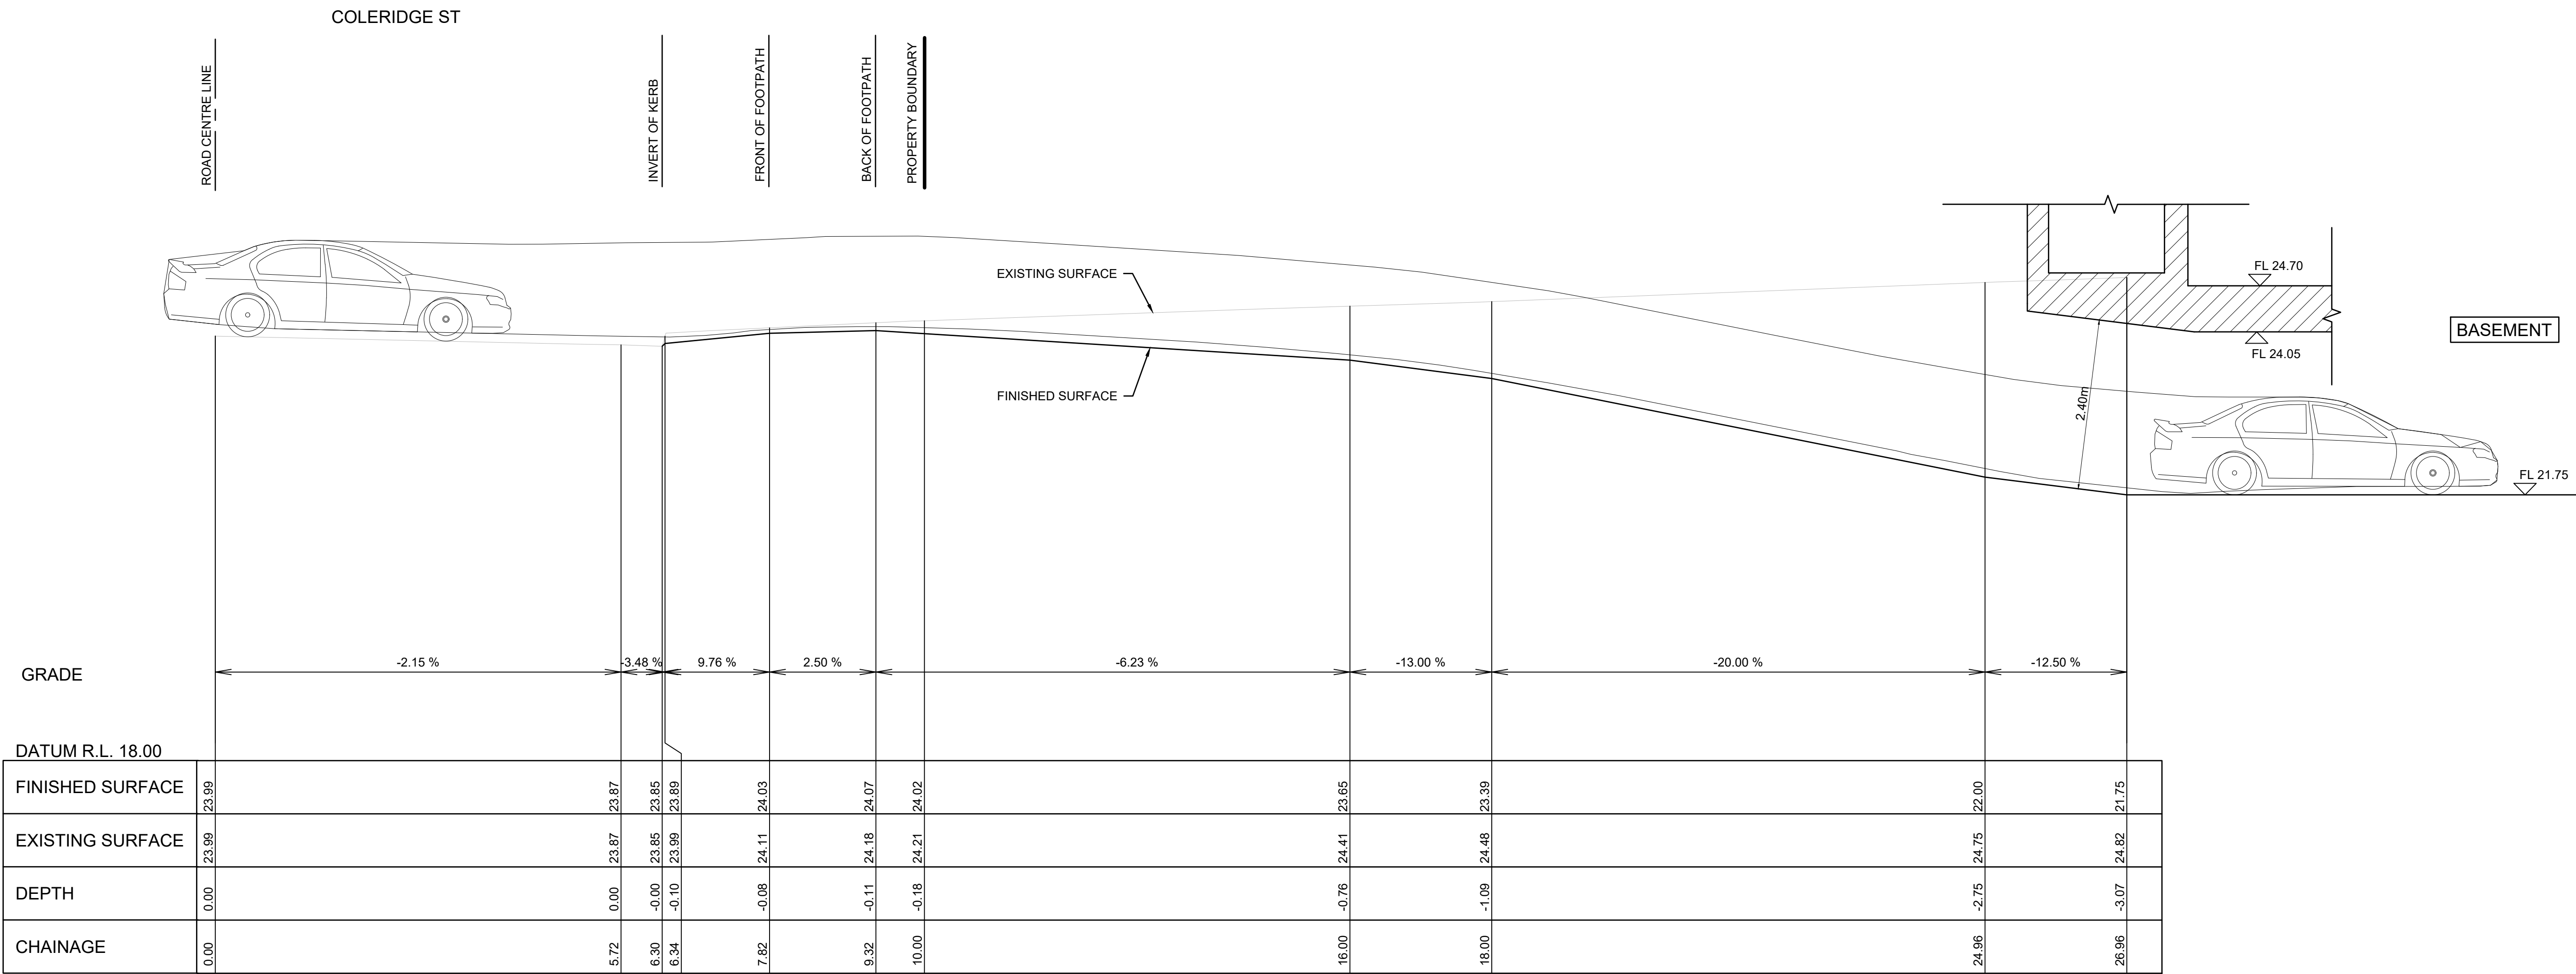 COLERIDGE ST
ROAD CENTRE LINE
INVERT OF KERB
FRONT OF FOOTPATH
BACK OF FOOTPATH
PROPERTY BOUNDARY
EXISTING SURFACE
FINISHED SURFACE
2.40m
FL 24.70
FL 24.05
BASEMENT
FL 21.75
GRADE
-2.15 %
-3.48 %
9.76 %
2.50 %
-6.23 %
-13.00 %
-20.00 %
-12.50 %
DATUM R.L. 18.00
FINISHED SURFACE 23.99 23.87 23.85 23.89 24.03 24.07 24.02 23.65 23.39 22.00 21.75
EXISTING SURFACE 23.99 23.87 23.85 23.99 24.11 24.18 24.21 24.41 24.48 24.75 24.82
DEPTH 0.00 0.00 -0.00 -0.10 -0.08 -0.11 -0.18 -0.76 -1.09 -2.75 -3.07
CHAINAGE 0.00 5.72 6.30 6.34 7.82 9.32 10.00 16.00 18.00 24.96 26.96